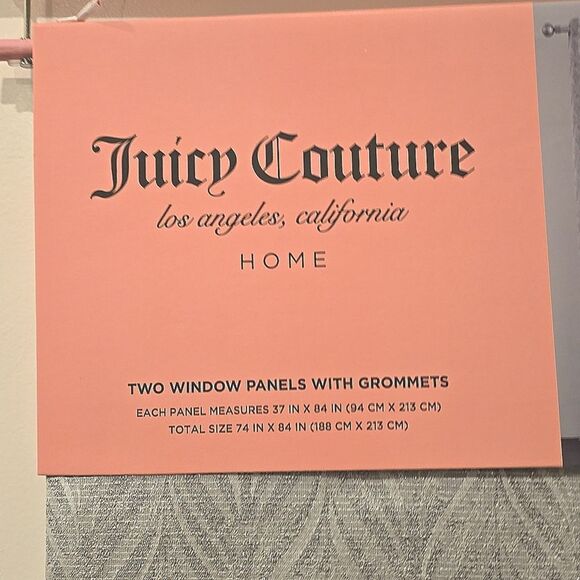 Juicy Couture
los angeles, california
HOME
TWO WINDOW PANELS WITH GROMMETS
EACH PANEL MEASURES 37 IN X 84 IN (94 CM X 213 CM)
TOTAL SIZE 74 IN X 84 IN (188 CM X 213 CM)